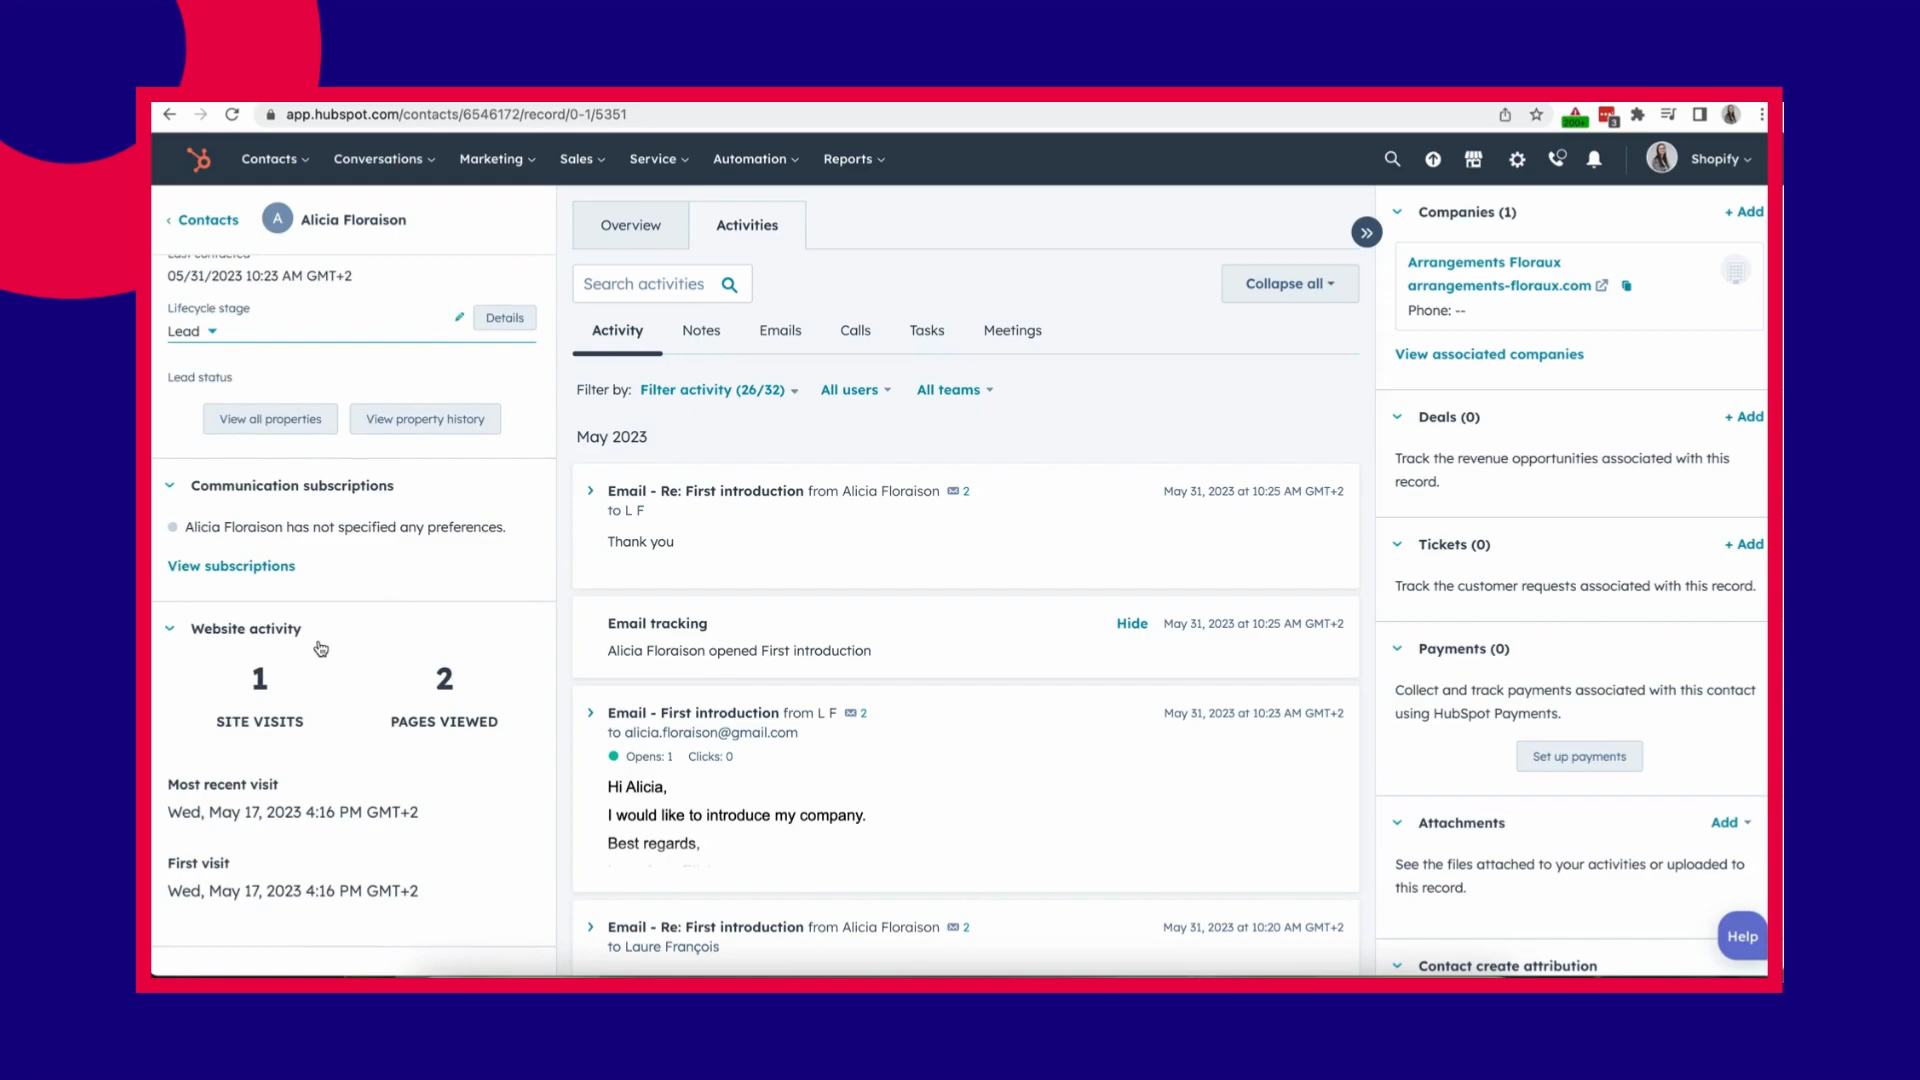 app.hubspot.com/contacts/6546172/record/0-1/5351
200+
3
Contacts
Conversations
Marketing
Sales
Service
Automation
Reports
Shopify
Contacts
A
Alicia Floraison
Last contacted
05/31/2023 10:23 AM GMT+2
Lifecycle stage
Lead
Details
Lead status
View all properties
View property history
Communication subscriptions
Alicia Floraison has not specified any preferences.
View subscriptions
Website activity
1
2
SITE VISITS
PAGES VIEWED
Most recent visit
Wed, May 17, 2023 4:16 PM GMT+2
First visit
Wed, May 17, 2023 4:16 PM GMT+2
Overview
Activities
Search activities
Collapse all
Activity
Notes
Emails
Calls
Tasks
Meetings
Filter by: Filter activity (26/32) All users All teams
May 2023
Email - Re: First introduction from Alicia Floraison 2
May 31, 2023 at 10:25 AM GMT+2
to L F
Thank you
Email tracking
Hide
May 31, 2023 at 10:25 AM GMT+2
Alicia Floraison opened First introduction
Email - First introduction from L F 2
May 31, 2023 at 10:23 AM GMT+2
to alicia.floraison@gmail.com
Opens: 1 Clicks: 0
Hi Alicia,
I would like to introduce my company.
Best regards,
Email - Re: First introduction from Alicia Floraison 2
May 31, 2023 at 10:20 AM GMT+2
to Laure François
Companies (1)
+ Add
Arrangements Floraux
arrangements-floraux.com
Phone: --
View associated companies
Deals (0)
+ Add
Track the revenue opportunities associated with this
record.
Tickets (0)
+ Add
Track the customer requests associated with this record.
Payments (0)
Collect and track payments associated with this contact
using HubSpot Payments.
Set up payments
Attachments
Add
See the files attached to your activities or uploaded to
this record.
Help
Contact create attribution